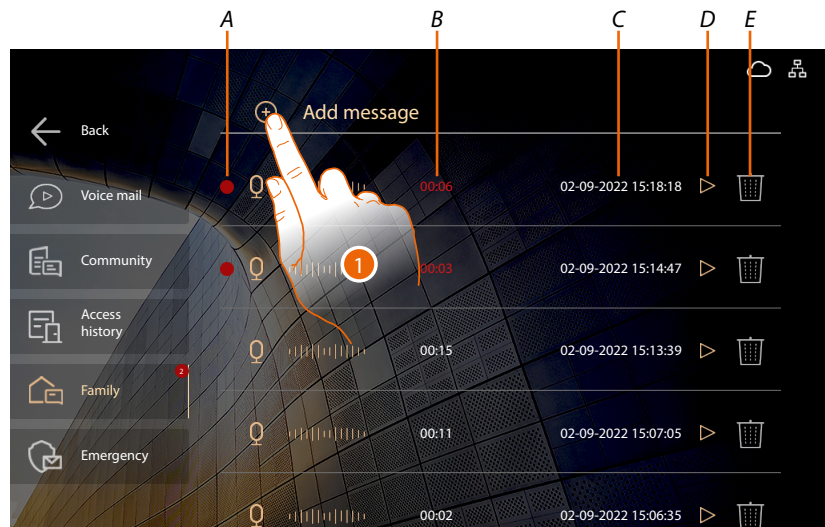 A B C D E
Add message
Back
00:06 02-09-2022 15:18:18
Voice mail
Community
00:03 02-09-2022 15:14:47
1
Access
history
00:15 02-09-2022 15:13:39
2
Family
00:11 02-09-2022 15:07:05
Emergency
00:02 02-09-2022 15:06:35